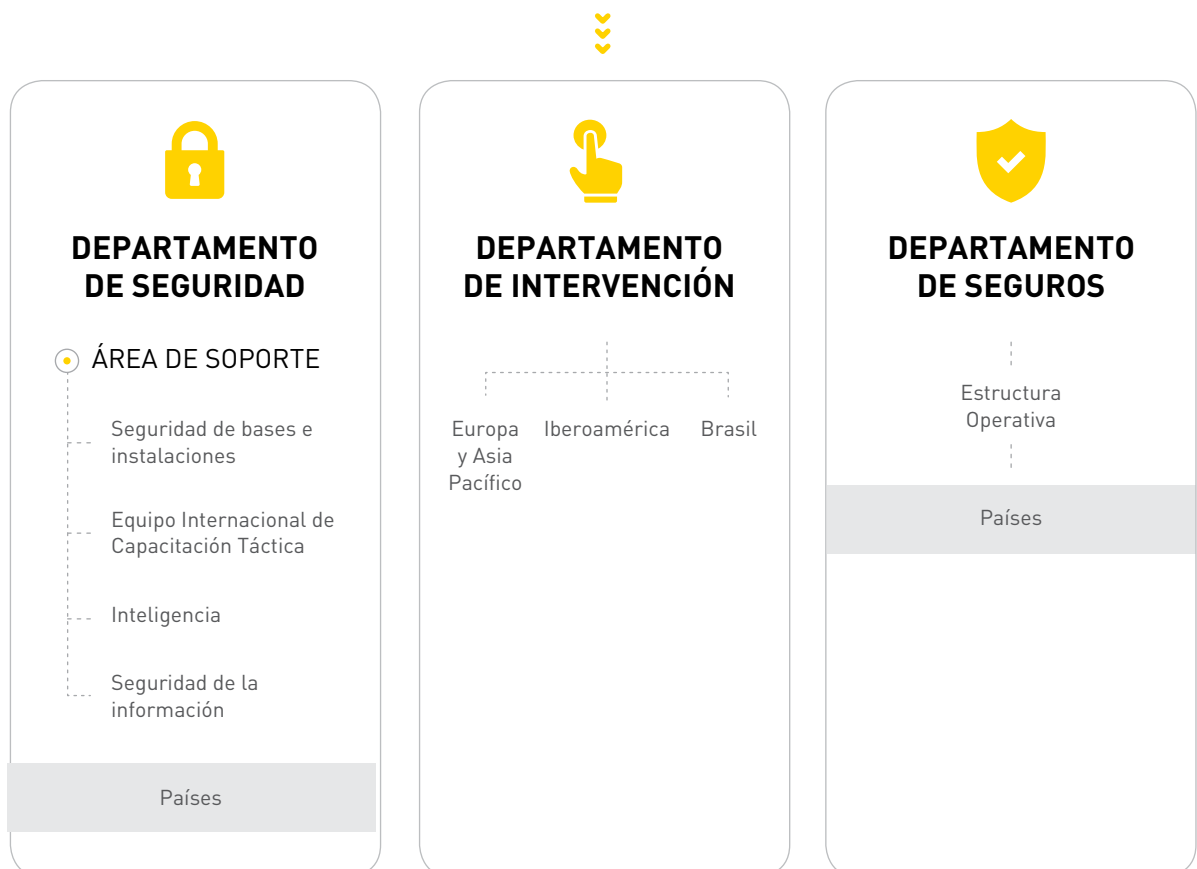 DEPARTAMENTO
DE SEGURIDAD
ÁREA DE SOPORTE
Seguridad de bases e
instalaciones
Equipo Internacional de
Capacitación Táctica
Inteligencia
Seguridad de la
información
Países
DEPARTAMENTO
DE INTERVENCIÓN
Europa
y Asia
Pacífico
Iberoamérica
Brasil
DEPARTAMENTO
DE SEGUROS
Estructura
Operativa
Países